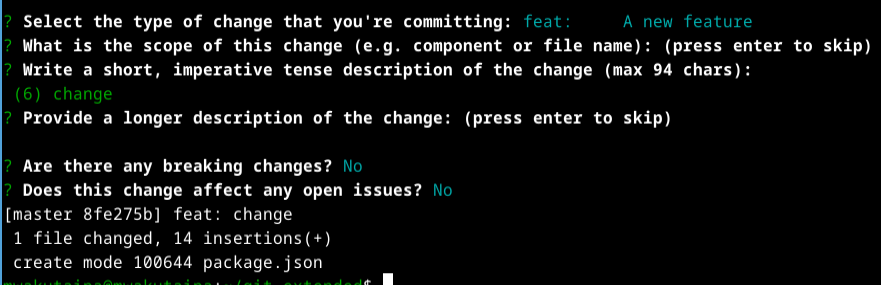 ? Select the type of change that you're committing: feat:     A new feature
? What is the scope of this change (e.g. component or file name): (press enter to skip)
? Write a short, imperative tense description of the change (max 94 chars):
 (6) change
? Provide a longer description of the change: (press enter to skip)
? Are there any breaking changes? No
? Does this change affect any open issues? No
[master 8fe275b] feat: change
 1 file changed, 14 insertions(+)
 create mode 100644 package.json